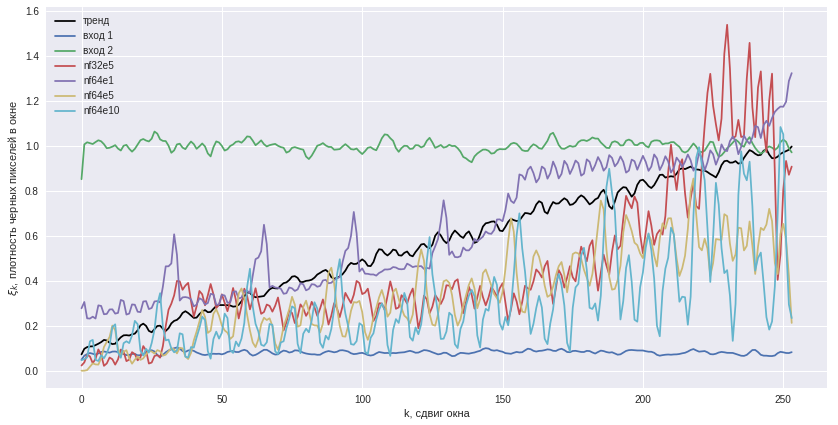 1.6
1.4
1.2
1.0
0.8
0.6
0.4
0.2
0.0
ξk, плотность черных пикселей в окне
тренд
вход 1
вход 2
nf32e5
nf64e1
nf64e5
nf64e10
0
50
100
150
200
250
k, сдвиг окна